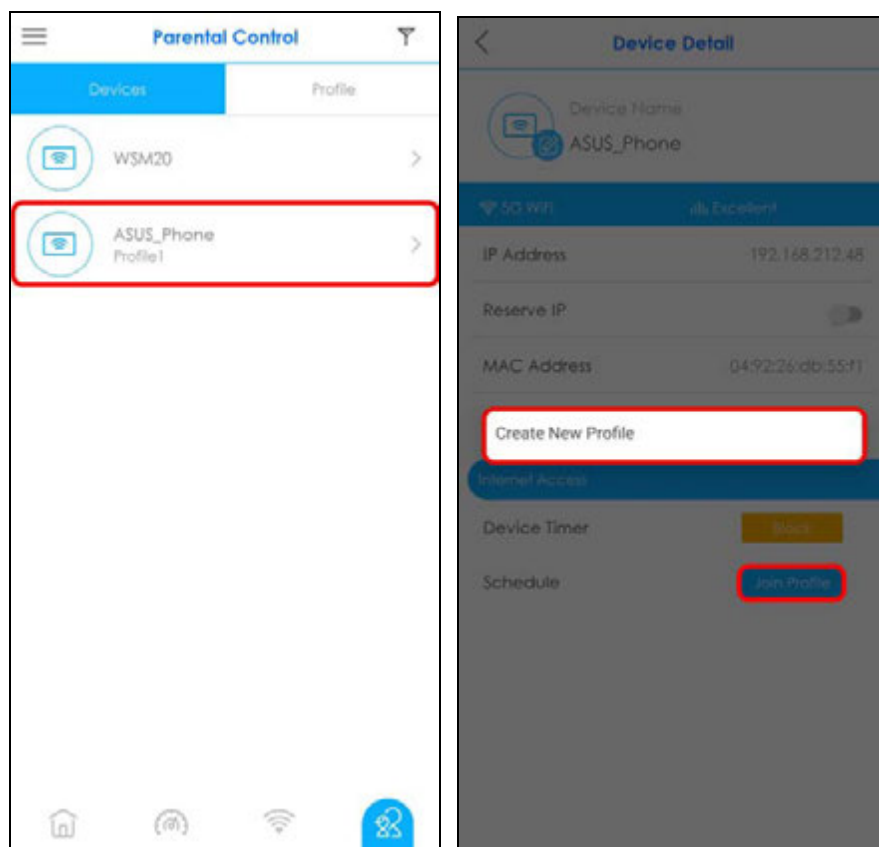 Parental Control
Devices
Profile
WSM20
ASUS_Phone
Profile1
Device Detail
Device Name
ASUS_Phone
5G WiFi
Excellent
IP Address
192.168.212.48
Reserve IP
MAC Address
04:92:26:db:55:f1
Create New Profile
Internet Access
Device Timer
Block
Schedule
Join Profile